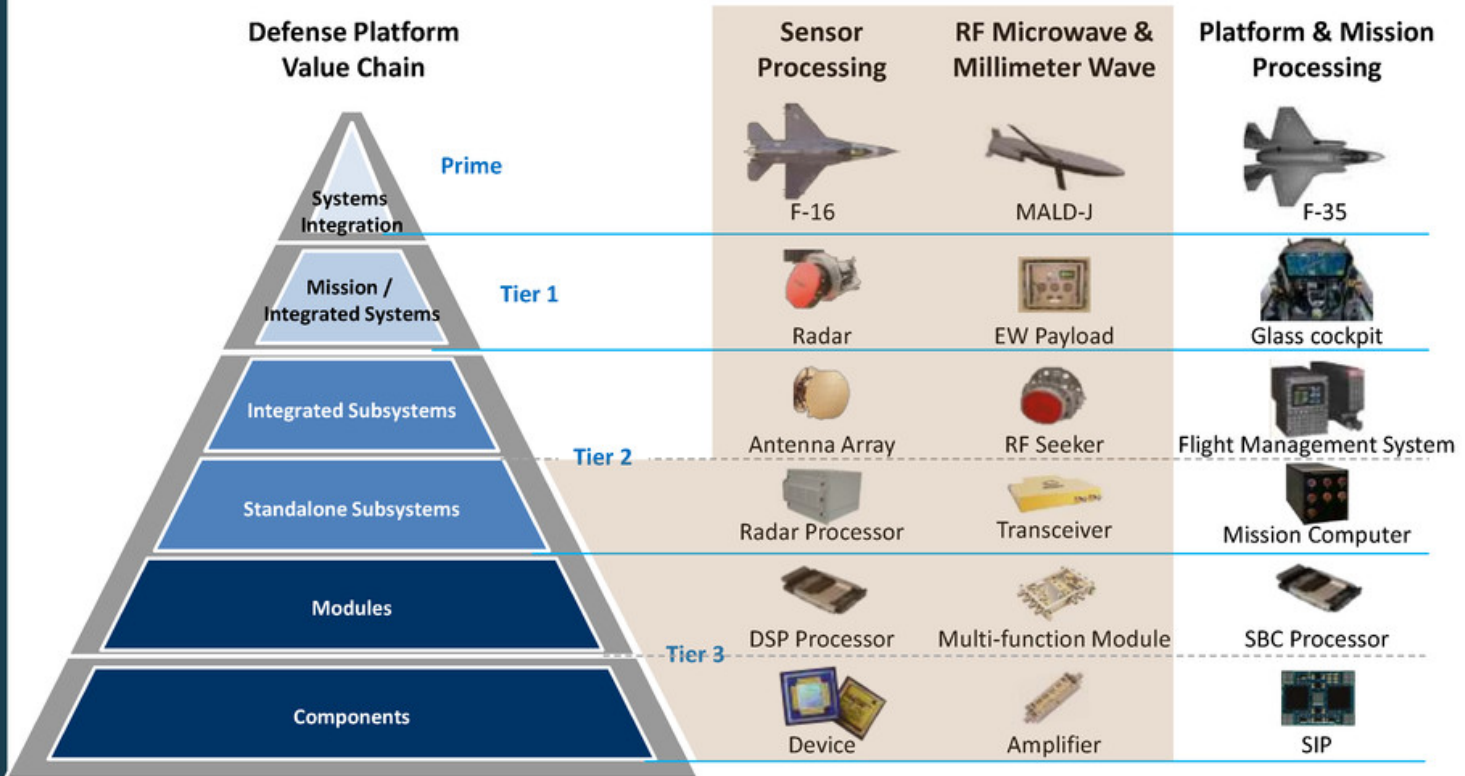 Defense Platform
Value Chain
Sensor
Processing
RF Microwave &
Millimeter Wave
Platform & Mission
Processing
Prime
Systems
Integration
F-16
MALD-J
F-35
Mission /
Integrated Systems
Tier 1
Radar
EW Payload
Glass cockpit
Integrated Subsystems
Antenna Array
RF Seeker
Flight Management System
Tier 2
Standalone Subsystems
Radar Processor
Transceiver
Mission Computer
Modules
DSP Processor
Multi-function Module
SBC Processor
Tier 3
Components
Device
Amplifier
SIP